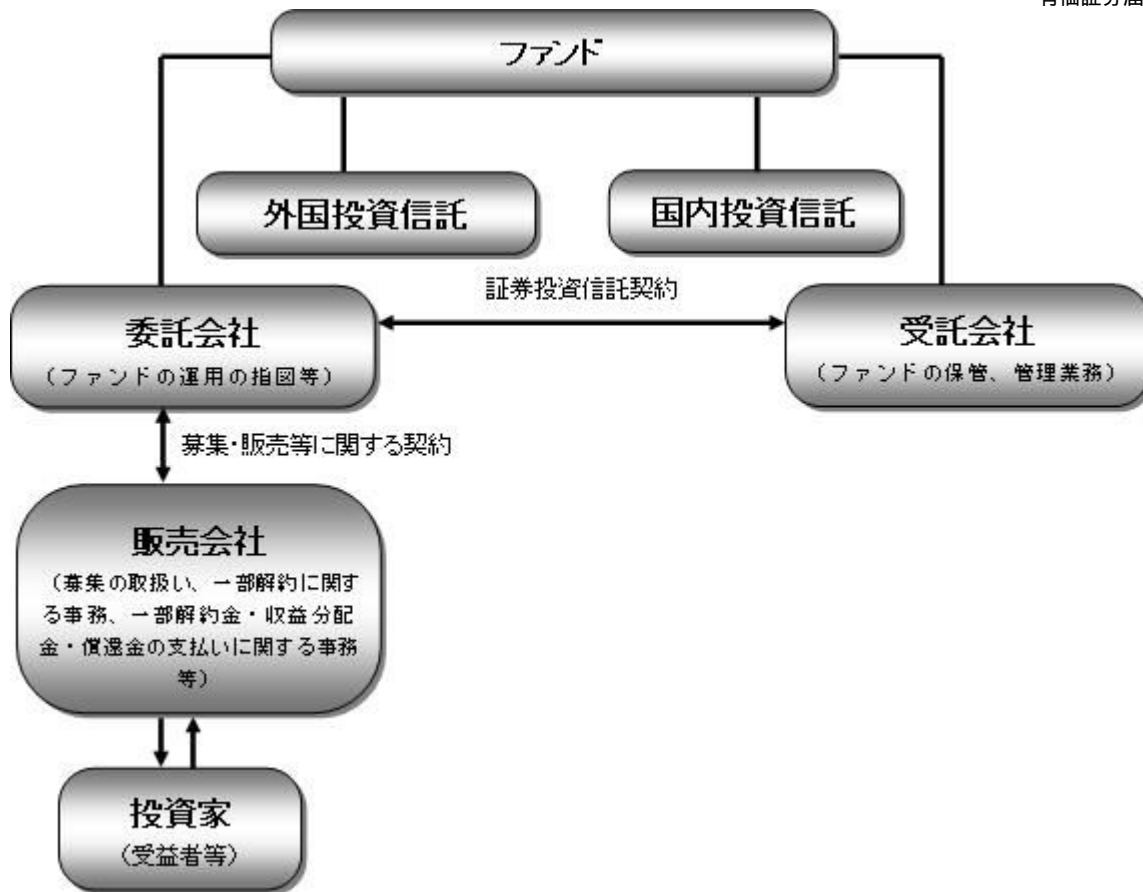 ファンド
外国投資信託
国内投資信託
証券投資信託契約
委託会社
（ファンドの運用の指図等）
受託会社
（ファンドの保管、管理業務）
募集・販売等に関する契約
販売会社
（募集の取扱い、一部解約に関す
る事務、一部解約金・収益分配
金・償還金の支払いに関する事務
等）
投資家
（受益者等）